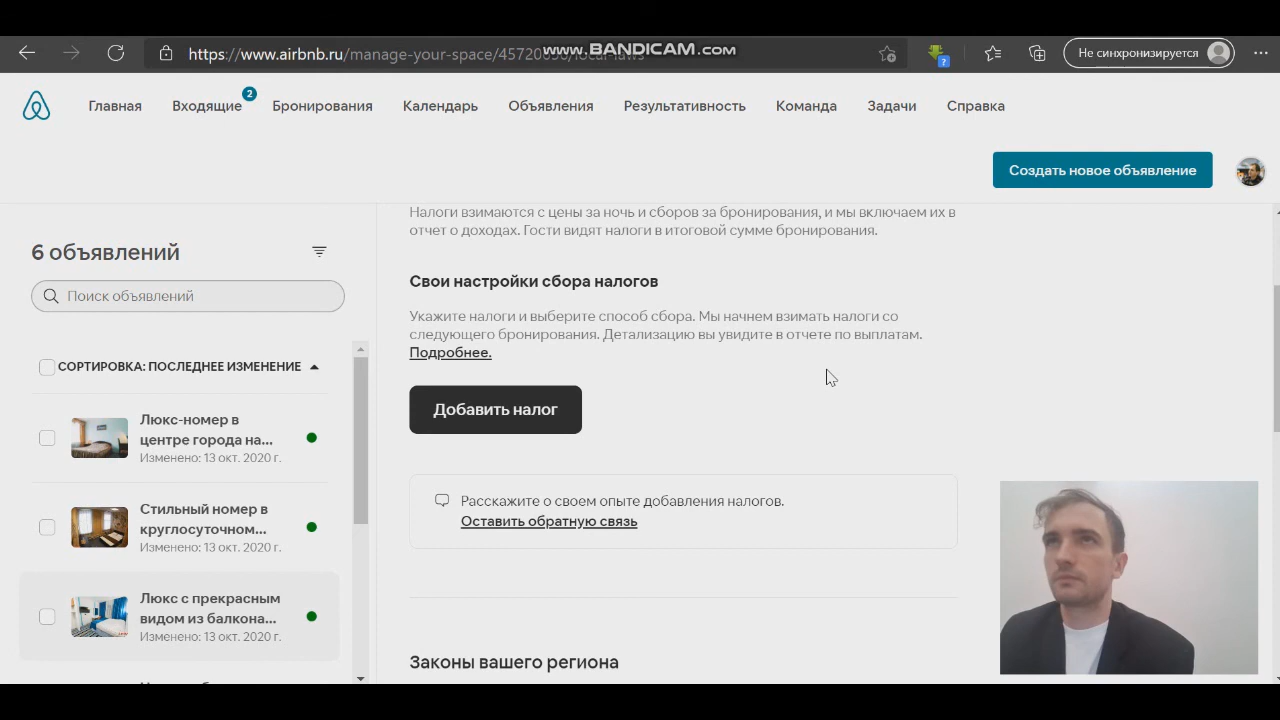 www.BANDICAM.com
https://www.airbnb.ru/manage-your-space/
Не синхронизируется
Главная
Входящие
2
Бронирования
Календарь
Объявления
Результативность
Команда
Задачи
Справка
Создать новое объявление
6 объявлений
Поиск объявлений
СОРТИРОВКА: ПОСЛЕДНЕЕ ИЗМЕНЕНИЕ
Люкс-номер в
центре города на...
Изменено: 13 окт. 2020 г.
Стильный номер в
круглосуточном...
Изменено: 13 окт. 2020 г.
Люкс с прекрасным
видом из балкона...
Изменено: 13 окт. 2020 г.
Налоги взимаются с цены за ночь и сборов за бронирования, и мы включаем их в
отчет о доходах. Гости видят налоги в итоговой сумме бронирования.
Свои настройки сбора налогов
Укажите налоги и выберите способ сбора. Мы начнем взимать налоги со
следующего бронирования. Детализацию вы увидите в отчете по выплатам.
Подробнее.
Добавить налог
Расскажите о своем опыте добавления налогов.
Оставить обратную связь
Законы вашего региона